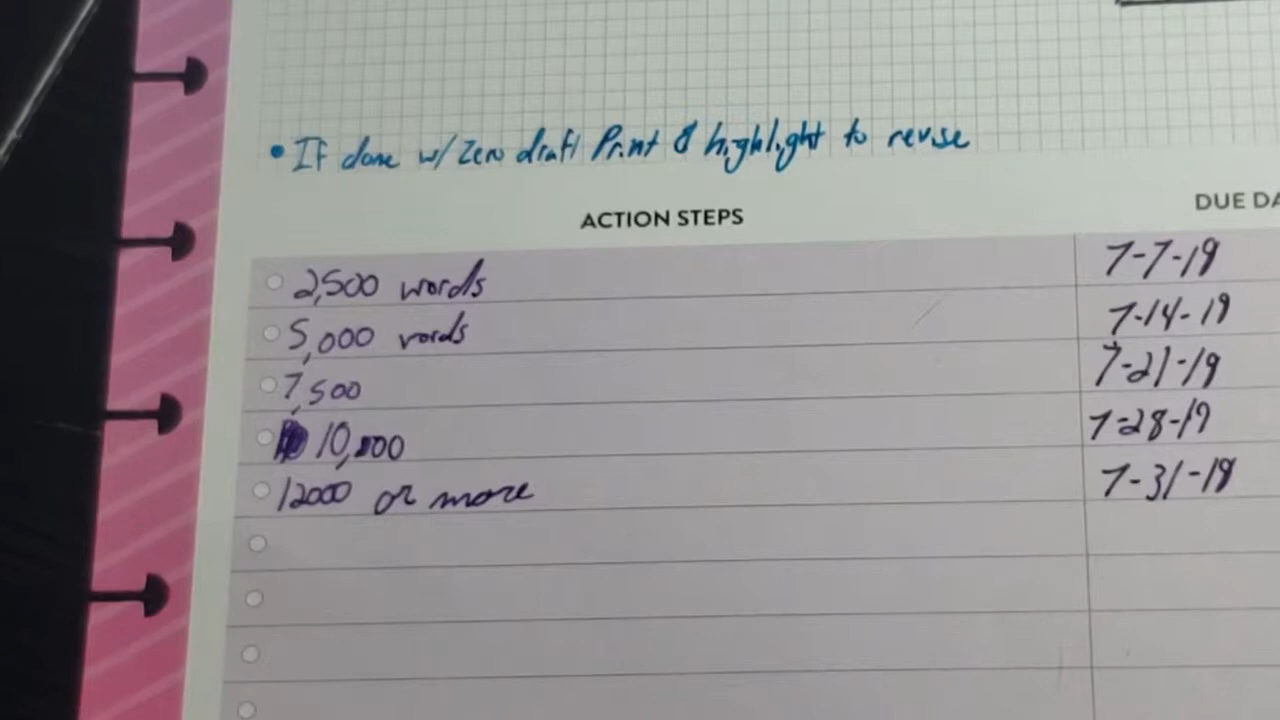 • If done w/ Zero draft Print & highlight to revise
ACTION STEPS DUE DA
2,500 words 7-7-19
5,000 words 7-14-19
7,500 7-21-19
10,000 7-28-19
12000 or more 7-31-19